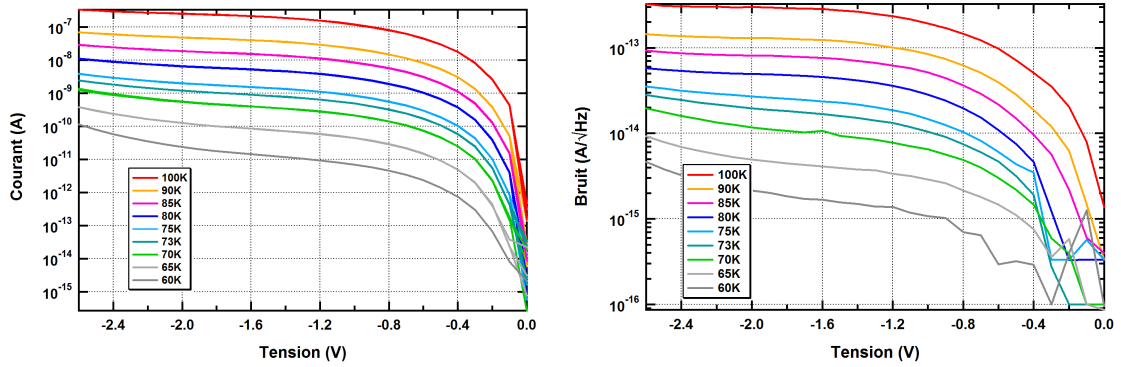 Courant (A)
10⁻⁷
10⁻⁸
10⁻⁹
10⁻¹⁰
10⁻¹¹
10⁻¹²
10⁻¹³
10⁻¹⁴
10⁻¹⁵
100K
90K
85K
80K
75K
73K
70K
65K
60K
-2.4 -2.0 -1.6 -1.2 -0.8 -0.4 0.0
Tension (V)
Bruit (A/√Hz)
10⁻¹³
10⁻¹⁴
10⁻¹⁵
10⁻¹⁶
100K
90K
85K
80K
75K
73K
70K
65K
60K
-2.4 -2.0 -1.6 -1.2 -0.8 -0.4 0.0
Tension (V)